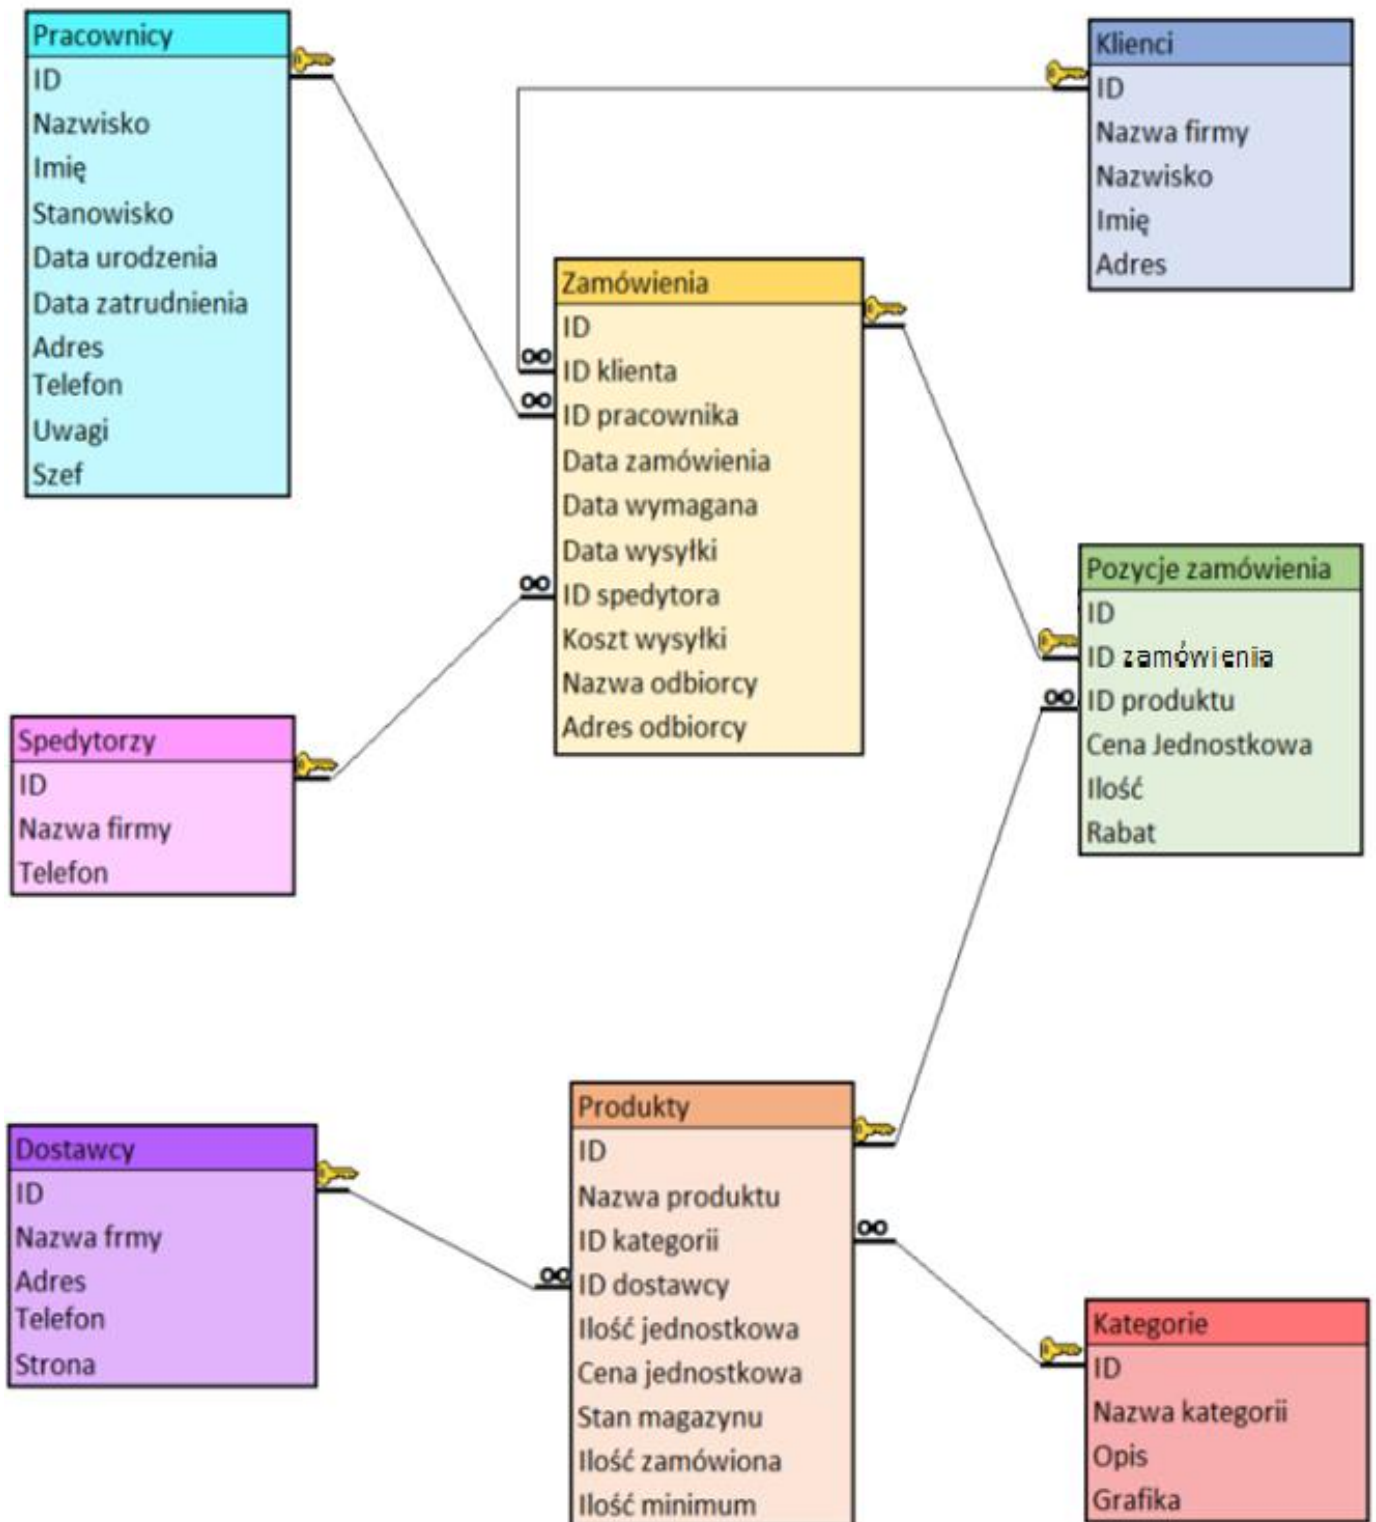 Pracownicy
ID
Nazwisko
Imię
Stanowisko
Data urodzenia
Data zatrudnienia
Adres
Telefon
Uwagi
Szef
Klienci
ID
Nazwa firmy
Nazwisko
Imię
Adres
Zamówienia
ID
ID klienta
ID pracownika
Data zamówienia
Data wymagana
Data wysyłki
ID spedytora
Koszt wysyłki
Nazwa odbiorcy
Adres odbiorcy
Pozycje zamówienia
ID
ID zamówienia
ID produktu
Cena Jednostkowa
Ilość
Rabat
Spedytorzy
ID
Nazwa firmy
Telefon
Dostawcy
ID
Nazwa frmy
Adres
Telefon
Strona
Produkty
ID
Nazwa produktu
ID kategorii
ID dostawcy
Ilość jednostkowa
Cena jednostkowa
Stan magazynu
Ilość zamówiona
Ilość minimum
Kategorie
ID
Nazwa kategorii
Opis
Grafika